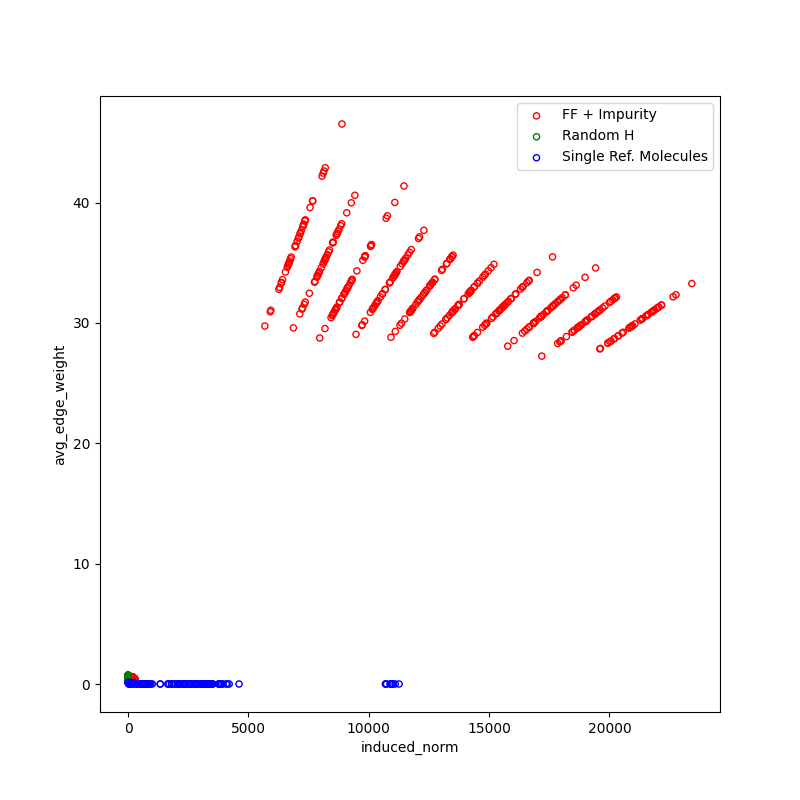 FF + Impurity
Random H
Single Ref. Molecules
avg_edge_weight
40
30
20
10
0
0 5000 10000 15000 20000
induced_norm